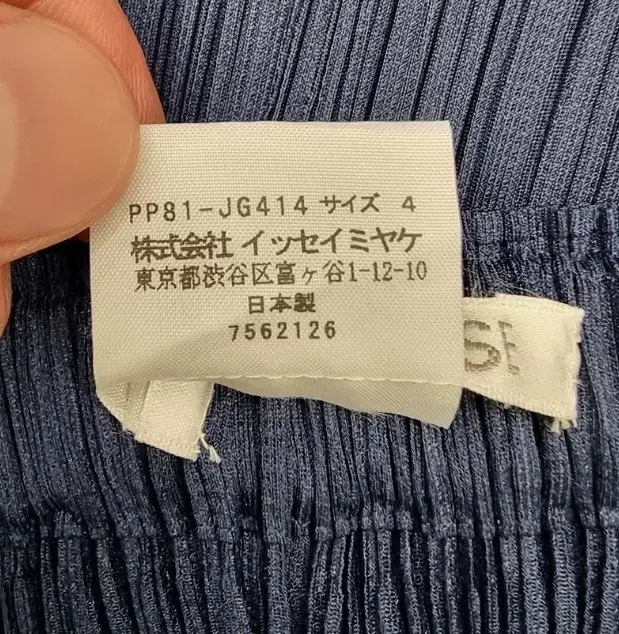 PP81-JG414 サイズ 4
株式会社 イッセイミヤケ
東京都渋谷区富ヶ谷1-12-10
日本製
7562126
SE